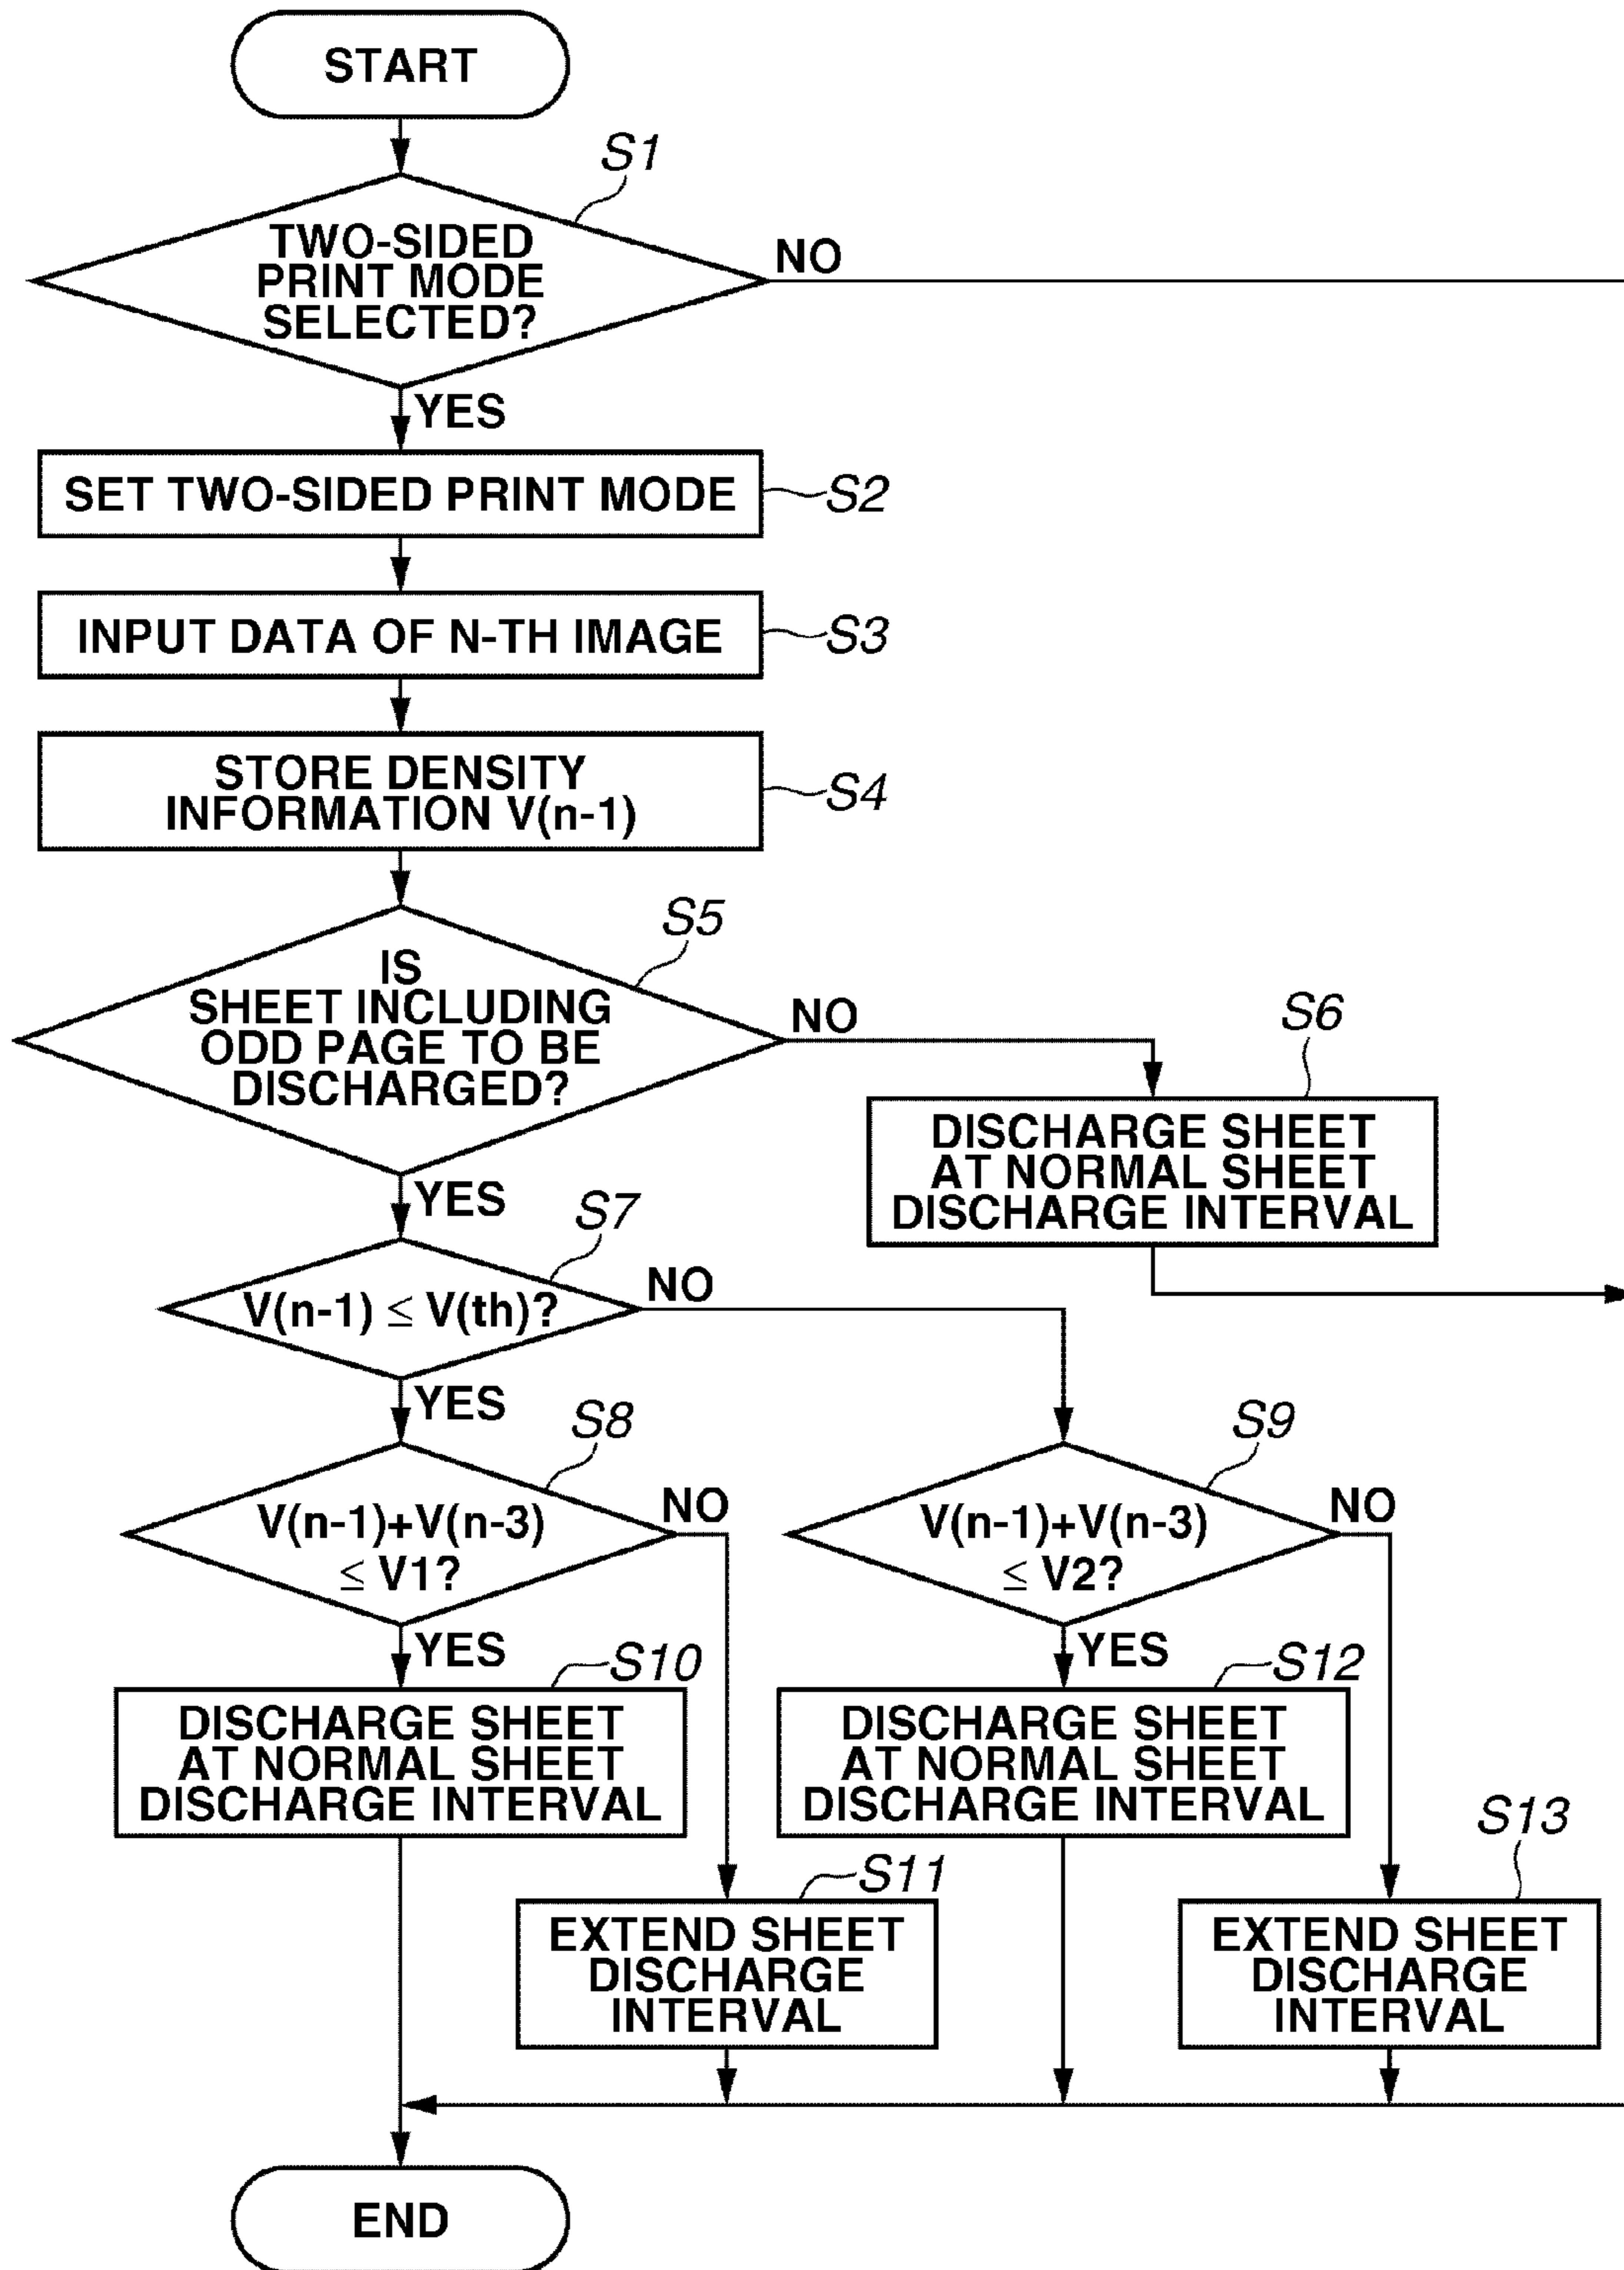 START
S1
TWO-SIDED
PRINT MODE
SELECTED?
NO
YES
SET TWO-SIDED PRINT MODE
S2
INPUT DATA OF N-TH IMAGE
S3
STORE DENSITY
INFORMATION V(n-1)
S4
S5
IS
SHEET INCLUDING
ODD PAGE TO BE
DISCHARGED?
NO
YES
S6
DISCHARGE SHEET
AT NORMAL SHEET
DISCHARGE INTERVAL
S7
V(n-1) ≤ V(th)?
NO
YES
S8
V(n-1)+V(n-3)
≤ V1?
NO
YES
S9
V(n-1)+V(n-3)
≤ V2?
NO
YES
S10
DISCHARGE SHEET
AT NORMAL SHEET
DISCHARGE INTERVAL
S12
DISCHARGE SHEET
AT NORMAL SHEET
DISCHARGE INTERVAL
S11
EXTEND SHEET
DISCHARGE
INTERVAL
S13
EXTEND SHEET
DISCHARGE
INTERVAL
END